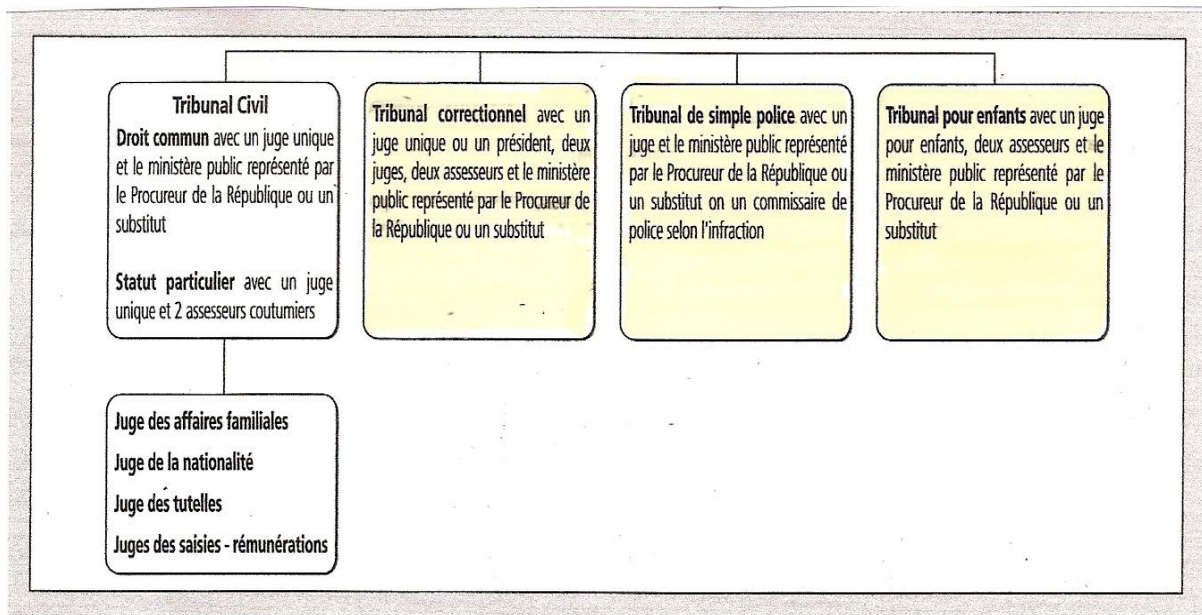 Tribunal Civil
Droit commun avec un juge unique
et le ministère public représenté par
le Procureur de la République ou un
substitut
Statut particulier avec un juge
unique et 2 assesseurs coutumiers
Tribunal correctionnel avec un
juge unique ou un président, deux
juges, deux assesseurs et le ministère
public représenté par le Procureur de
la République ou un substitut
Tribunal de simple police avec un
juge et le ministère public représenté
par le Procureur de la République ou
un substitut on un commissaire de
police selon l'infraction
Tribunal pour enfants avec un juge
pour enfants, deux assesseurs et le
ministère public représenté par le
Procureur de la République ou un
substitut
Juge des affaires familiales
Juge de la nationalité
Juge des tutelles
Juges des saisies - rémunérations